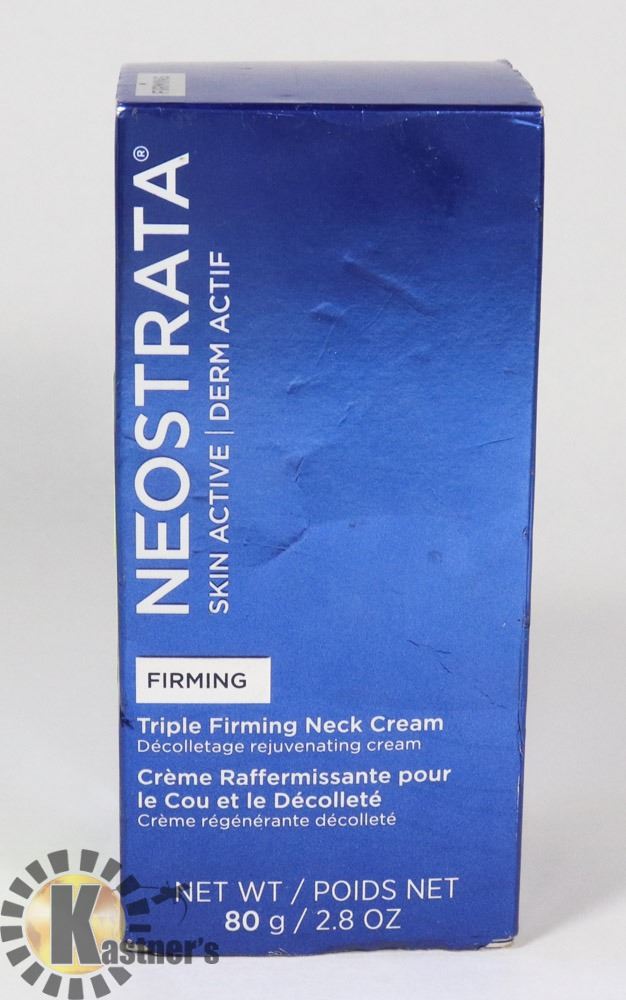 FIRMING
NEOSTRATA®
SKIN ACTIVE | DERM ACTIF
FIRMING
Triple Firming Neck Cream
Décolletage rejuvenating cream
Crème Raffermissante pour
le Cou et le Décolleté
Crème régénérante décolleté
NET WT / POIDS NET
80 g / 2.8 OZ
Kastner's